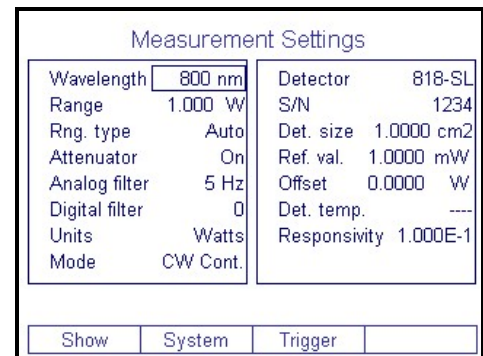 Measurement Settings
Wavelength 800 nm
Range 1.000 W
Rng. type Auto
Attenuator On
Analog filter 5 Hz
Digital filter 0
Units Watts
Mode CW Cont.
Detector 818-SL
S/N 1234
Det. size 1.0000 cm2
Ref. val. 1.0000 mW
Offset 0.0000 W
Det. temp. ----
Responsivity 1.000E-1
Show System Trigger